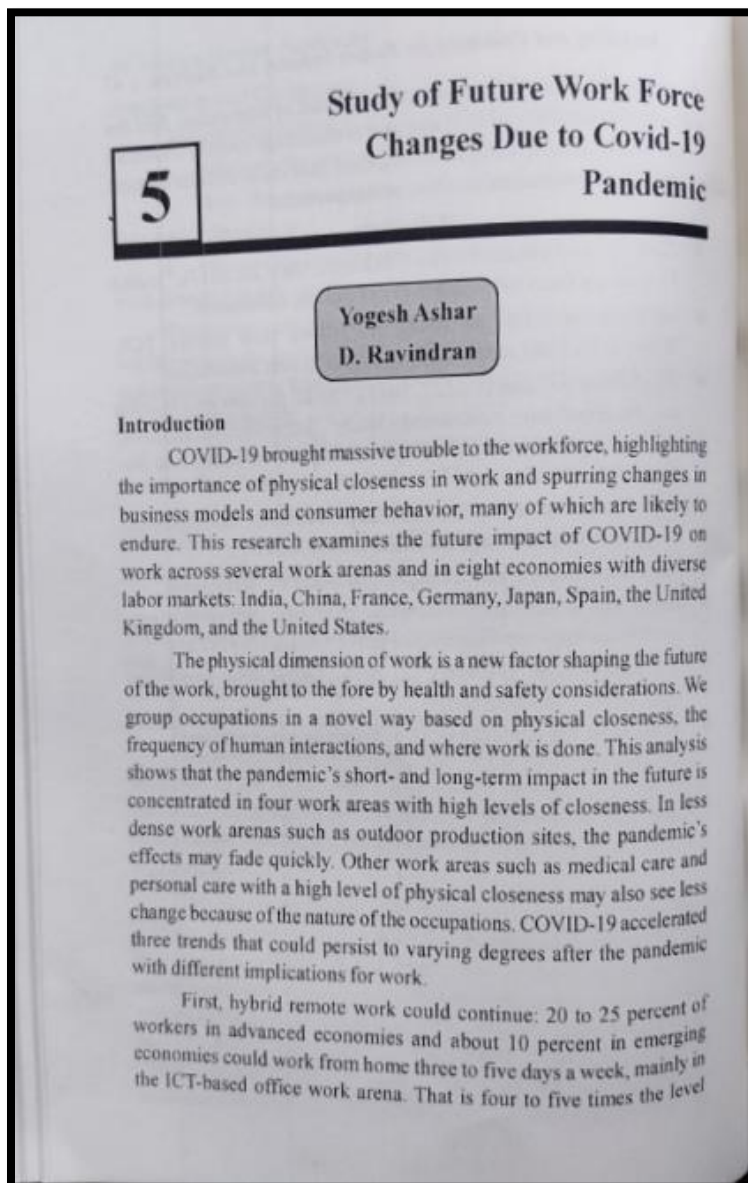 Study of Future Work Force
Changes Due to Covid-19
Pandemic
5
Yogesh Ashar
D. Ravindran
Introduction
COVID-19 brought massive trouble to the workforce, highlighting
the importance of physical closeness in work and spurring changes in
business models and consumer behavior, many of which are likely to
endure. This research examines the future impact of COVID-19 on
work across several work arenas and in eight economies with diverse
labor markets: India, China, France, Germany, Japan, Spain, the United
Kingdom, and the United States.
The physical dimension of work is a new factor shaping the future
of the work, brought to the fore by health and safety considerations. We
group occupations in a novel way based on physical closeness, the
frequency of human interactions, and where work is done. This analysis
shows that the pandemic's short- and long-term impact in the future is
concentrated in four work areas with high levels of closeness. In less
dense work arenas such as outdoor production sites, the pandemic's
effects may fade quickly. Other work areas such as medical care and
personal care with a high level of physical closeness may also see less
change because of the nature of the occupations. COVID-19 accelerated
three trends that could persist to varying degrees after the pandemic
with different implications for work.
First, hybrid remote work could continue: 20 to 25 percent of
workers in advanced economies and about 10 percent in emerging
economies could work from home three to five days a week, mainly in
the ICT-based office work arena. That is four to five times the level